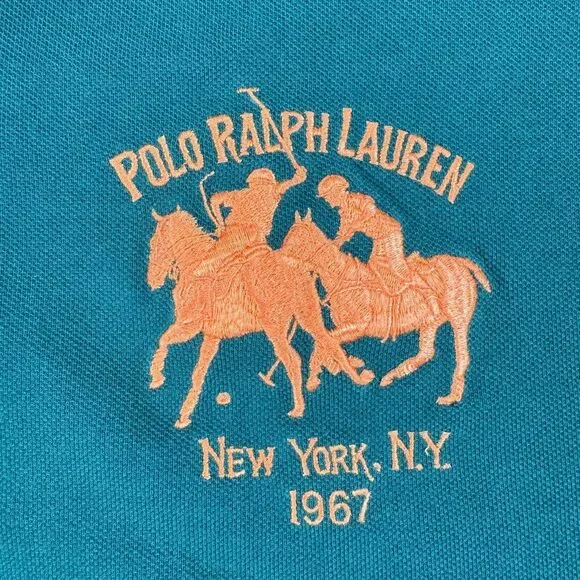 POLO RALPH LAUREN
NEW YORK, N.Y.
1967